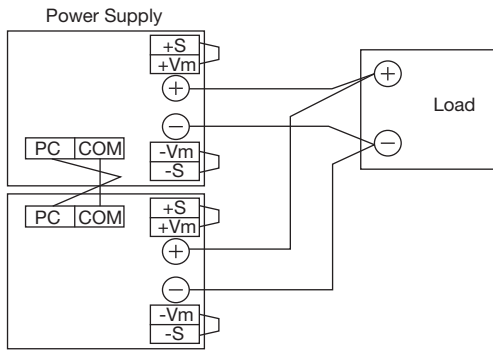 Power Supply
+S
+Vm
+
−
-Vm
-S
PC COM
PC COM
+S
+Vm
+
−
-Vm
-S
+
Load
−